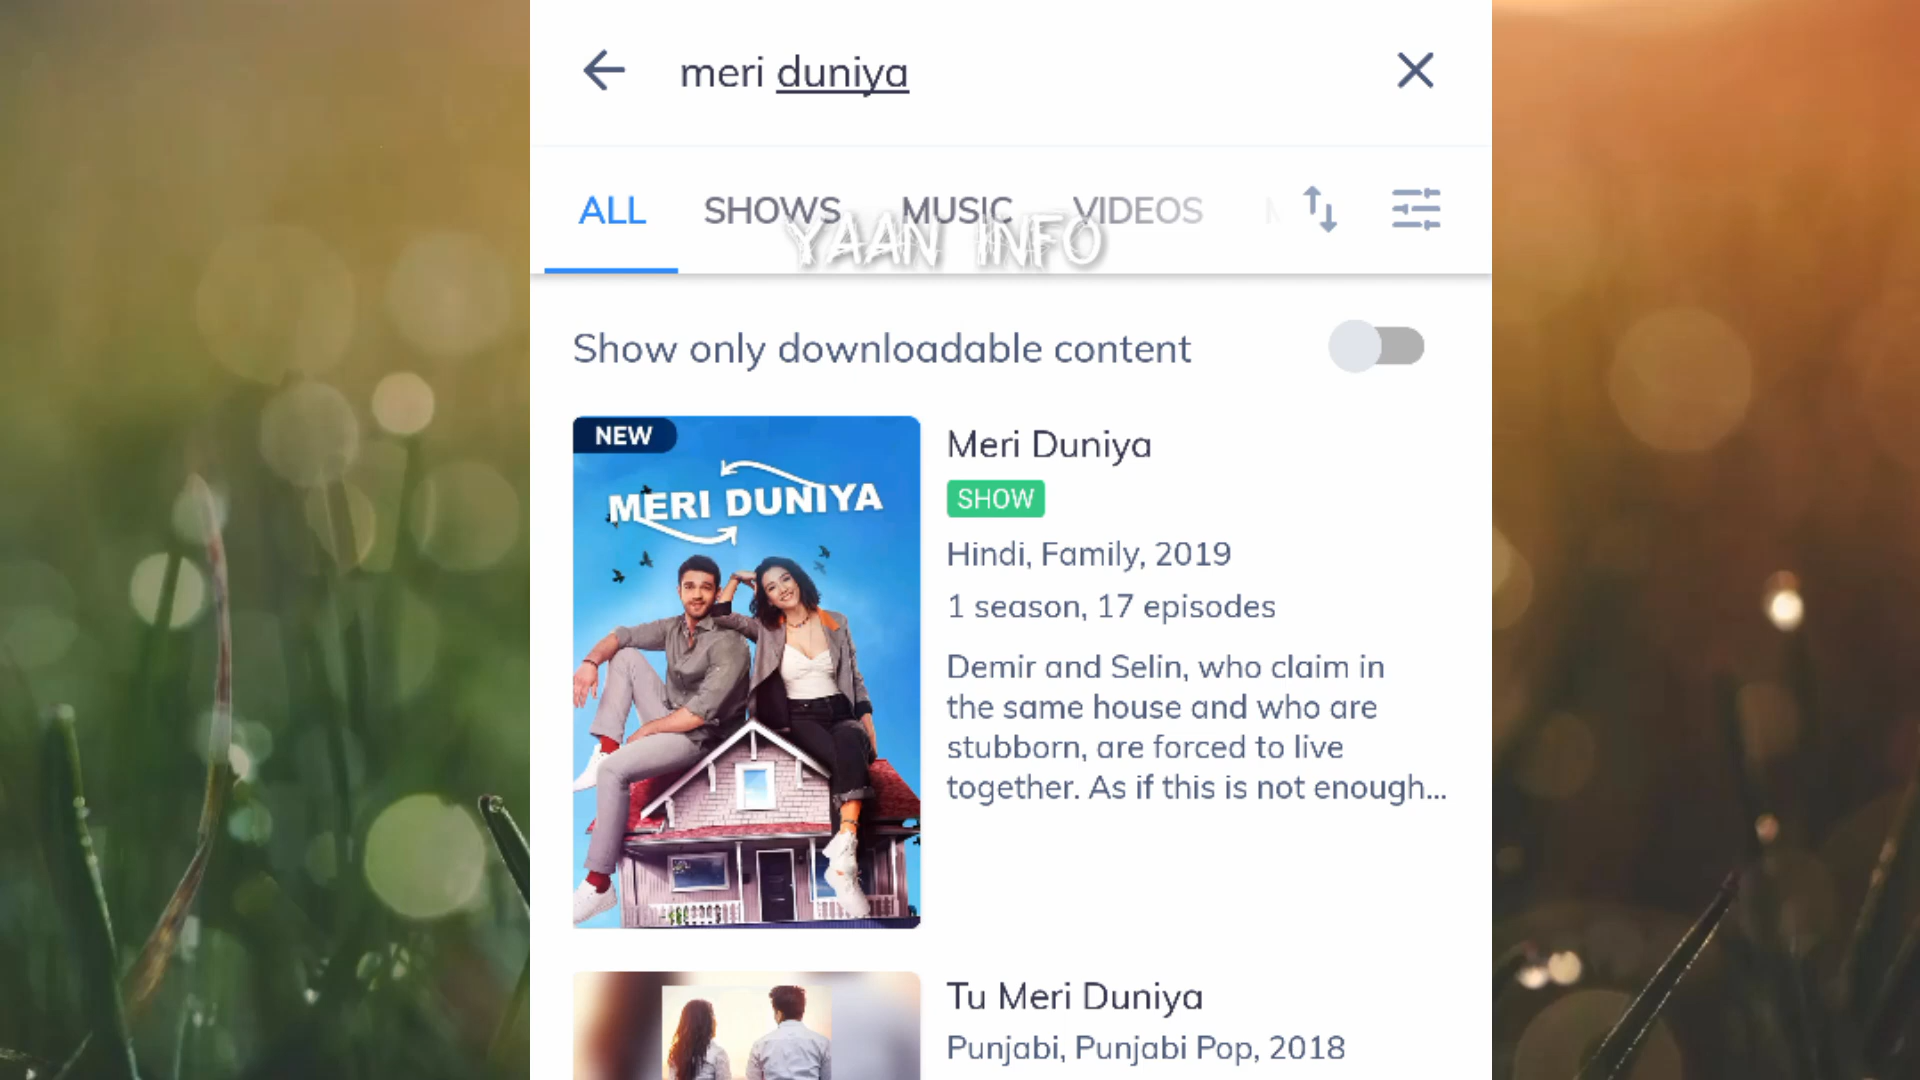 meri duniya
ALL SHOWS MUSIC VIDEOS M
YAAN INFO
Show only downloadable content
NEW
MERI DUNIYA
Meri Duniya
SHOW
Hindi, Family, 2019
1 season, 17 episodes
Demir and Selin, who claim in
the same house and who are
stubborn, are forced to live
together. As if this is not enough...
Tu Meri Duniya
Punjabi, Punjabi Pop, 2018